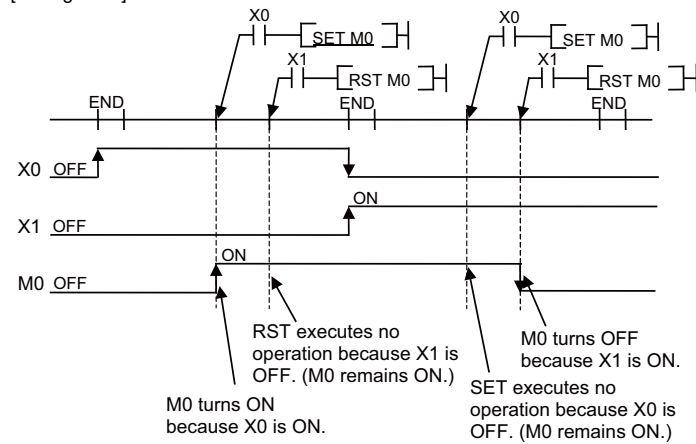 X0
SET M0
X1
RST M0
X0
SET M0
X1
RST M0
END
END
END
X0 OFF
ON
X1 OFF
ON
M0 OFF
RST executes no
operation because X1 is
OFF. (M0 remains ON.)
M0 turns ON
because X0 is ON.
M0 turns OFF
because X1 is ON.
SET executes no
operation because X0 is
OFF. (M0 remains ON.)